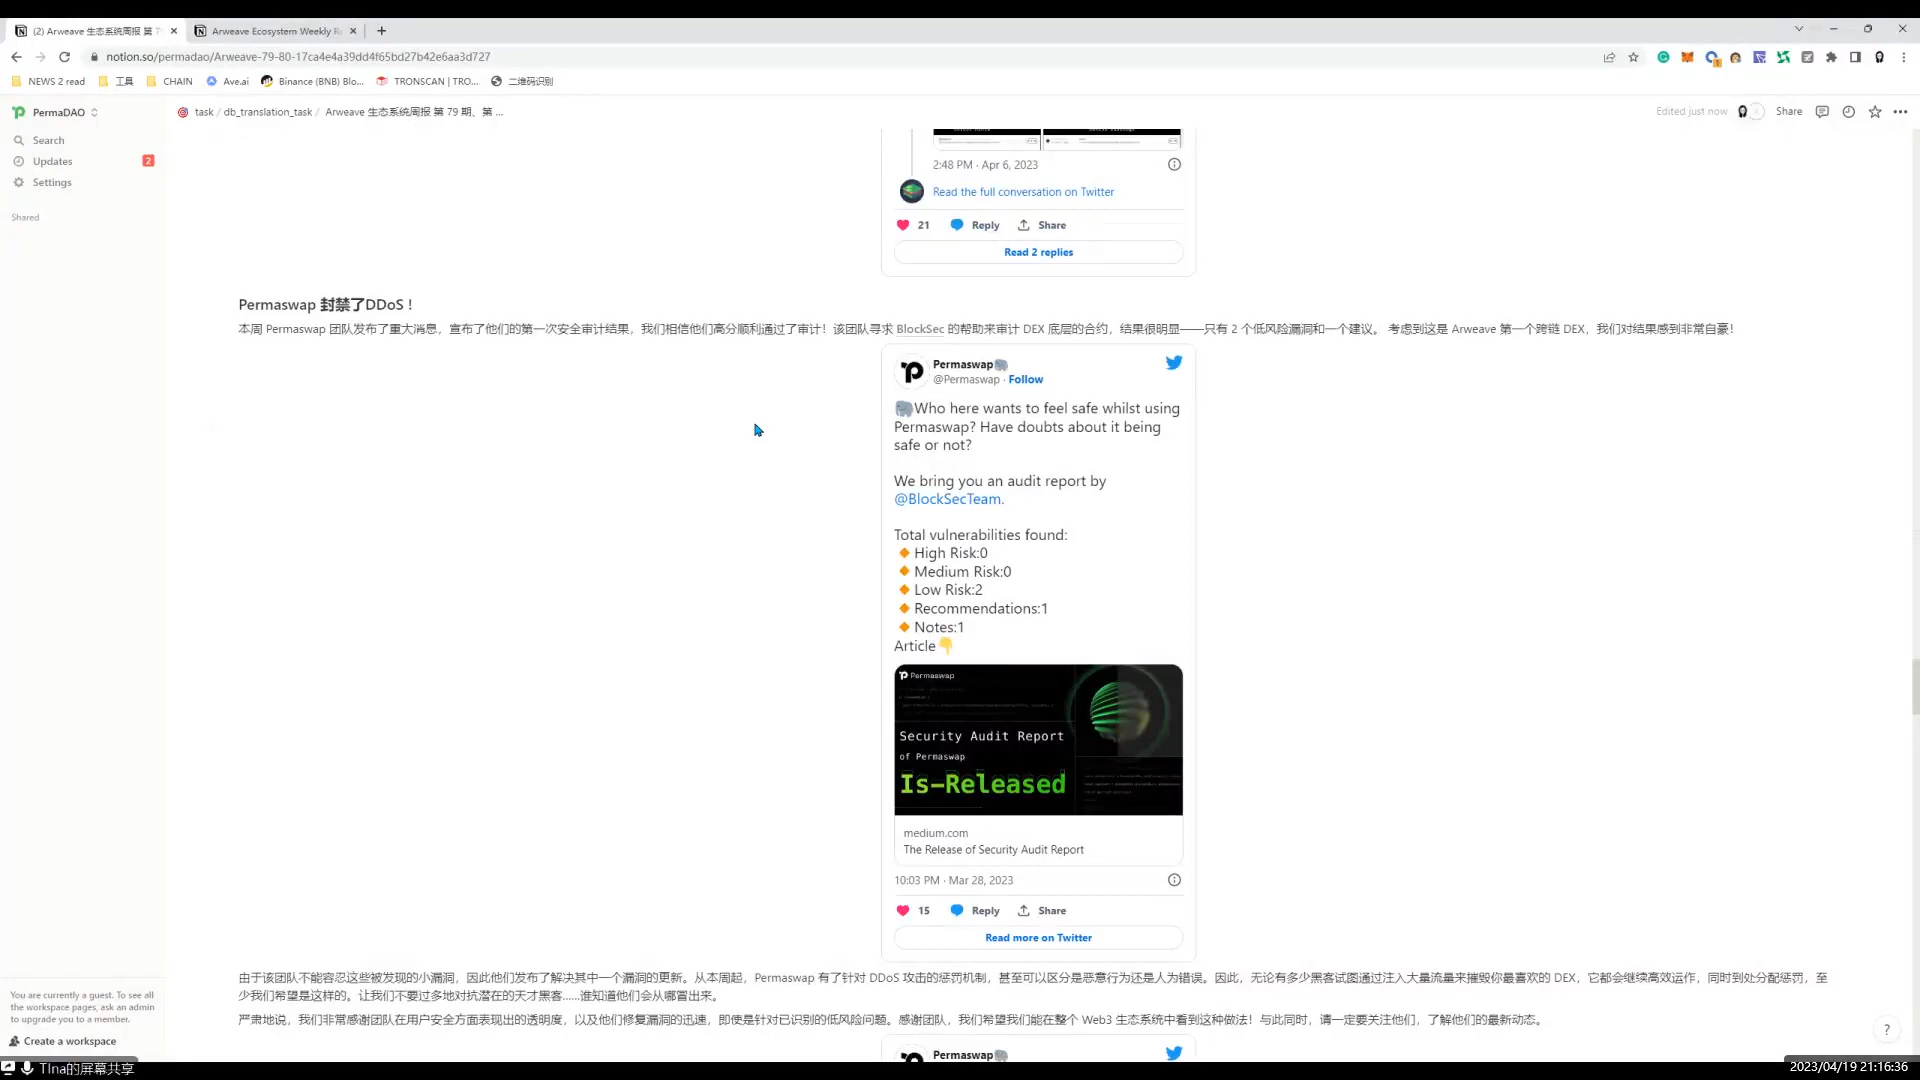 (2) Arweave 生态系统周报 第 7
Arweave Ecosystem Weekly R
notion.so/permadao/Arweave-79-80-17ca4e4a39dd4f65bd27b42e6aa3d727
NEWS 2 read
工具
CHAIN
Ave.ai
Binance (BNB) Blo...
TRONSCAN | TRO...
二维码识别
PermaDAO
task / db_translation_task / Arweave 生态系统周报 第 79 期、第 ...
Edited just now
Share
Search
Updates
2
Settings
Shared
2:48 PM · Apr 6, 2023
Read the full conversation on Twitter
21 Reply Share
Read 2 replies
Permaswap 封禁了DDoS！
本周 Permaswap 团队发布了重大消息，宣布了他们的第一次安全审计结果，我们相信他们高分顺利通过了审计！该团队寻求 BlockSec 的帮助来审计 DEX 底层的合约，结果很明显——只有 2 个低风险漏洞和一个建议。 考虑到这是 Arweave 第一个跨链 DEX，我们对结果感到非常自豪！
Permaswap
@Permaswap · Follow
Who here wants to feel safe whilst using
Permaswap? Have doubts about it being
safe or not?
We bring you an audit report by
@BlockSecTeam.
Total vulnerabilities found:
High Risk:0
Medium Risk:0
Low Risk:2
Recommendations:1
Notes:1
Article
Permaswap
Security Audit Report
of Permaswap
Is-Released
medium.com
The Release of Security Audit Report
10:03 PM · Mar 28, 2023
15 Reply Share
Read more on Twitter
由于该团队不能容忍这些被发现的小漏洞，因此他们发布了解决其中一个漏洞的更新。从本周起，Permaswap 有了针对 DDoS 攻击的惩罚机制，甚至可以区分是恶意行为还是人为错误。因此，无论有多少黑客试图通过注入大量流量来摧毁你最喜欢的 DEX，它都会继续高效运作，同时到处分配惩罚，至
少我们希望是这样的。让我们不要过多地对抗潜在的天才黑客……谁知道他们会从哪冒出来。
严肃地说，我们非常感谢团队在用户安全方面表现出的透明度，以及他们修复漏洞的迅速，即使是针对已识别的低风险问题。感谢团队，我们希望我们能在整个 Web3 生态系统中看到这种做法！与此同时，请一定要关注他们，了解他们的最新动态。
Permaswap
You are currently a guest. To see all
the workspace pages, ask an admin
to upgrade you to a member.
Create a workspace
?
TIna的屏幕共享
2023/04/19 21:16:36